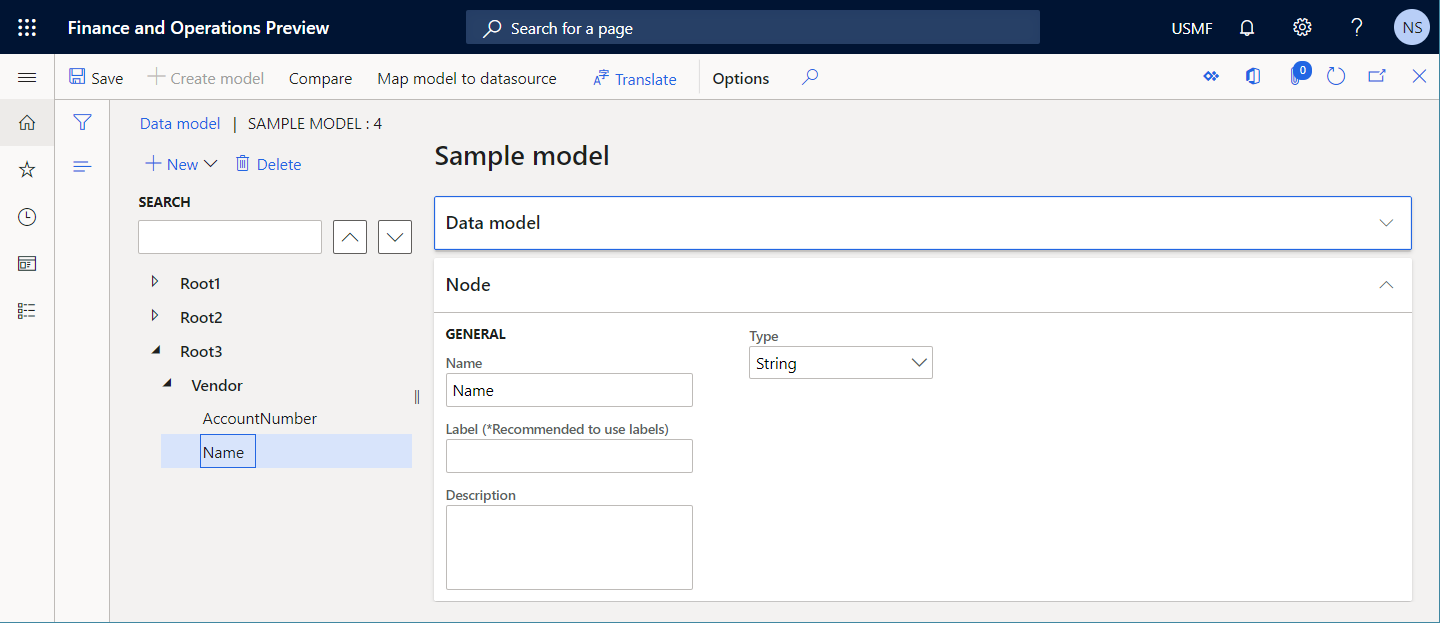 Finance and Operations Preview
Search for a page
USMF
NS
Save
Create model
Compare
Map model to datasource
Translate
Options
0
Data model | SAMPLE MODEL : 4
New
Delete
SEARCH
Root1
Root2
Root3
Vendor
AccountNumber
Name
Sample model
Data model
Node
GENERAL
Name
Name
Label (*Recommended to use labels)
Description
Type
String